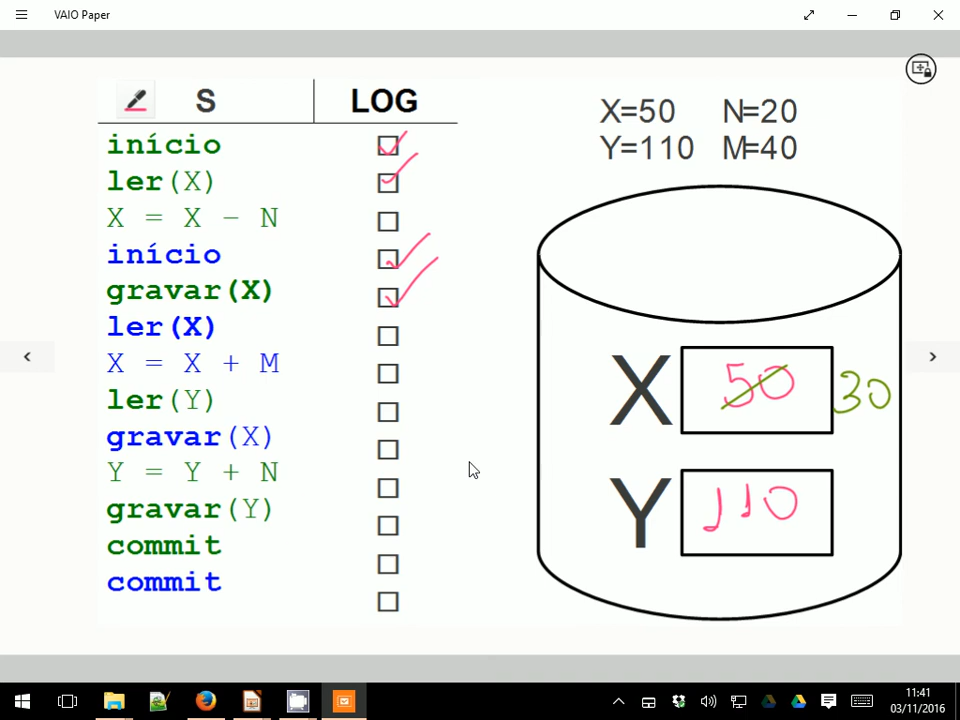 VAIO Paper
S LOG
início
ler(X)
X = X - N
início
gravar(X)
ler(X)
X = X + M
ler(Y)
gravar(X)
Y = Y + N
gravar(Y)
commit
commit
X=50 N=20
Y=110 M=40
X 50 30
Y 110
11:41
03/11/2016